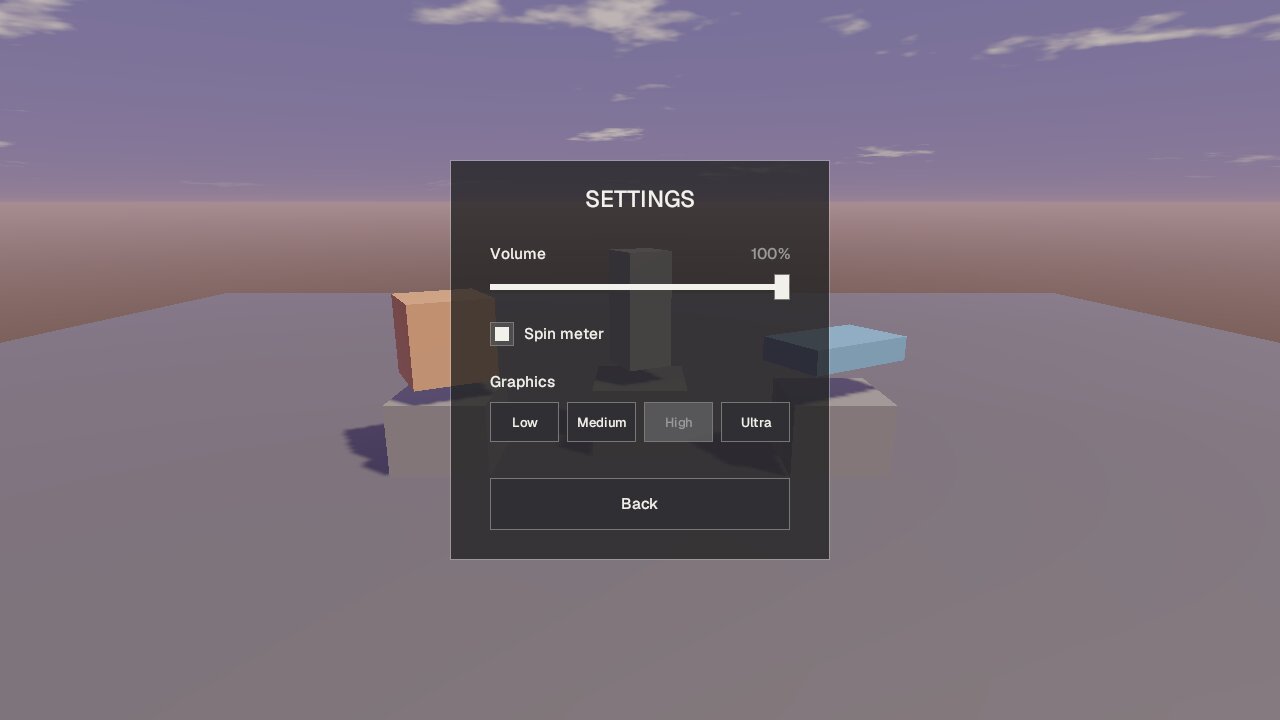 SETTINGS
Volume 100%
Spin meter
Graphics
Low Medium High Ultra
Back